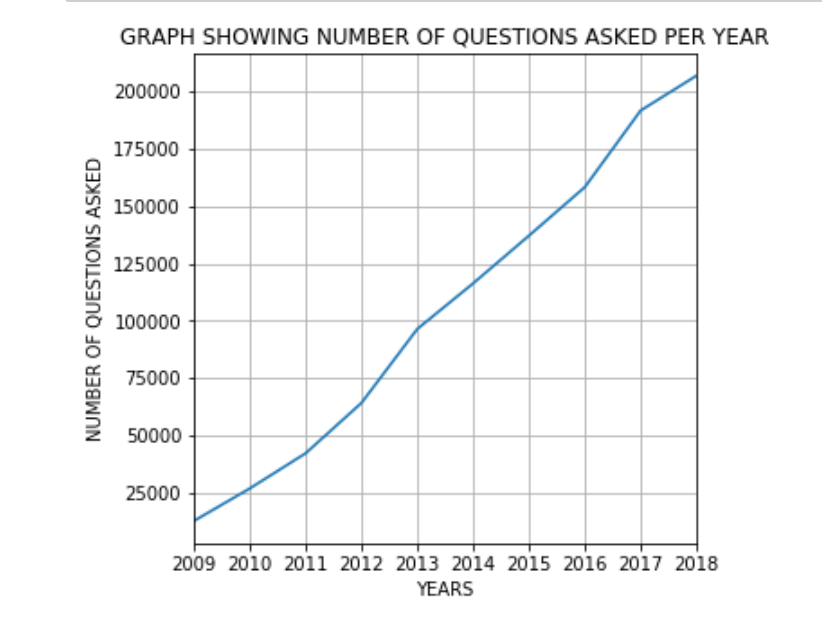 GRAPH SHOWING NUMBER OF QUESTIONS ASKED PER YEAR
NUMBER OF QUESTIONS ASKED
200000
175000
150000
125000
100000
75000
50000
25000
2009 2010 2011 2012 2013 2014 2015 2016 2017 2018
YEARS